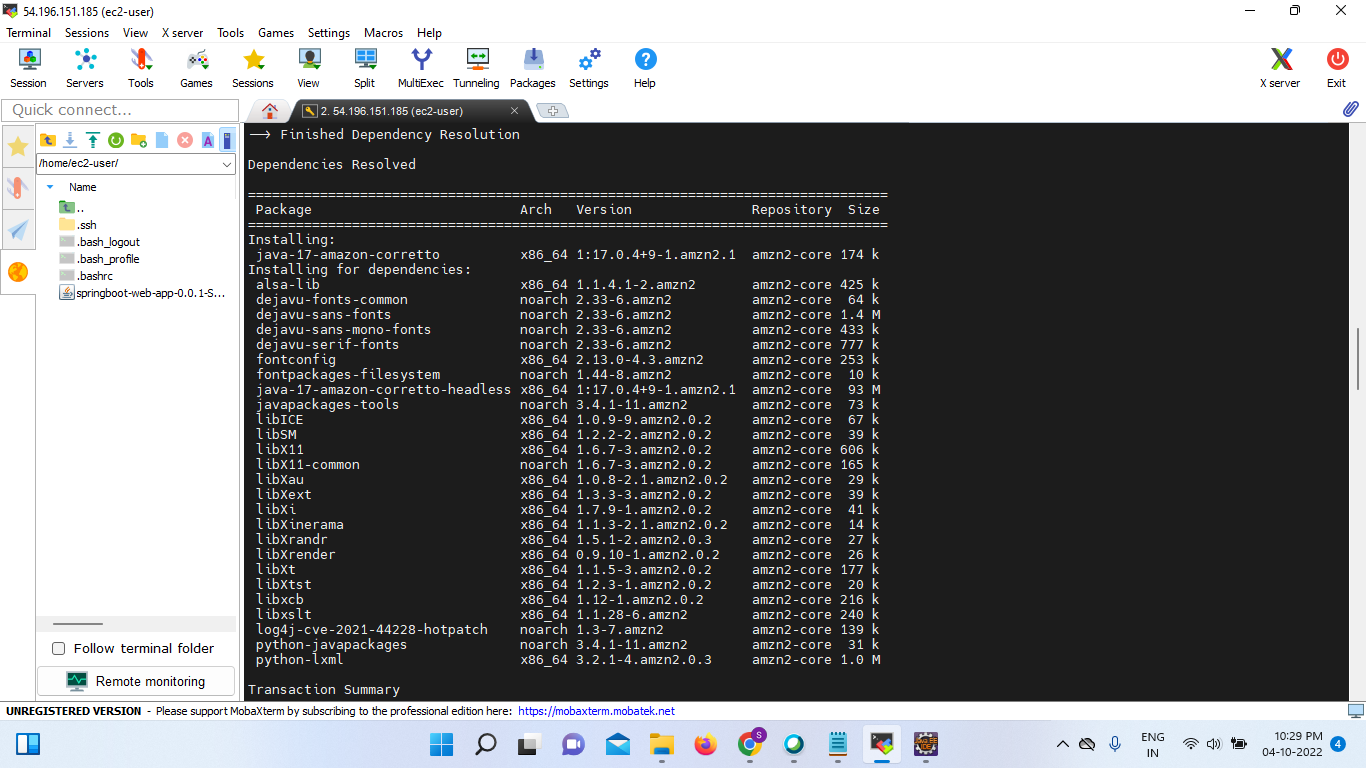 54.196.151.185 (ec2-user)
Terminal Sessions View X server Tools Games Settings Macros Help
Session Servers Tools Games Sessions View Split MultiExec Tunneling Packages Settings Help X server Exit
Quick connect...
2. 54.196.151.185 (ec2-user)
/home/ec2-user/
Name
..
.ssh
.bash_logout
.bash_profile
.bashrc
springboot-web-app-0.0.1-S...
Follow terminal folder
Remote monitoring
--> Finished Dependency Resolution
Dependencies Resolved
================================================================================
Package Arch Version Repository Size
================================================================================
Installing:
java-17-amazon-corretto x86_64 1:17.0.4+9-1.amzn2.1 amzn2-core 174 k
Installing for dependencies:
alsa-lib x86_64 1.1.4.1-2.amzn2 amzn2-core 425 k
dejavu-fonts-common noarch 2.33-6.amzn2 amzn2-core 64 k
dejavu-sans-fonts noarch 2.33-6.amzn2 amzn2-core 1.4 M
dejavu-sans-mono-fonts noarch 2.33-6.amzn2 amzn2-core 433 k
dejavu-serif-fonts noarch 2.33-6.amzn2 amzn2-core 777 k
fontconfig x86_64 2.13.0-4.3.amzn2 amzn2-core 253 k
fontpackages-filesystem noarch 1.44-8.amzn2 amzn2-core 10 k
java-17-amazon-corretto-headless x86_64 1:17.0.4+9-1.amzn2.1 amzn2-core 93 M
javapackages-tools noarch 3.4.1-11.amzn2 amzn2-core 73 k
libICE x86_64 1.0.9-9.amzn2.0.2 amzn2-core 67 k
libSM x86_64 1.2.2-2.amzn2.0.2 amzn2-core 39 k
libX11 x86_64 1.6.7-3.amzn2.0.2 amzn2-core 606 k
libX11-common noarch 1.6.7-3.amzn2.0.2 amzn2-core 165 k
libXau x86_64 1.0.8-2.1.amzn2.0.2 amzn2-core 29 k
libXext x86_64 1.3.3-3.amzn2.0.2 amzn2-core 39 k
libXi x86_64 1.7.9-1.amzn2.0.2 amzn2-core 41 k
libXinerama x86_64 1.1.3-2.1.amzn2.0.2 amzn2-core 14 k
libXrandr x86_64 1.5.1-2.amzn2.0.3 amzn2-core 27 k
libXrender x86_64 0.9.10-1.amzn2.0.2 amzn2-core 26 k
libXt x86_64 1.1.5-3.amzn2.0.2 amzn2-core 177 k
libXtst x86_64 1.2.3-1.amzn2.0.2 amzn2-core 20 k
libxcb x86_64 1.12-1.amzn2.0.2 amzn2-core 216 k
libxslt x86_64 1.1.28-6.amzn2 amzn2-core 240 k
log4j-cve-2021-44228-hotpatch noarch 1.3-7.amzn2 amzn2-core 139 k
python-javapackages noarch 3.4.1-11.amzn2 amzn2-core 31 k
python-lxml x86_64 3.2.1-4.amzn2.0.3 amzn2-core 1.0 M
Transaction Summary
UNREGISTERED VERSION - Please support MobaXterm by subscribing to the professional edition here: https://mobaxterm.mobatek.net
S
ENG
IN
10:29 PM
04-10-2022
4